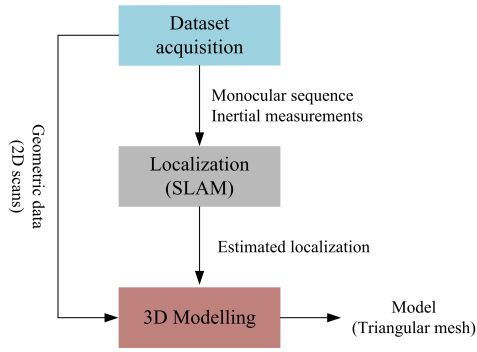 Dataset
acquisition
Monocular sequence
Inertial measurements
Geometric data
(2D scans)
Localization
(SLAM)
Estimated localization
3D Modelling
Model
(Triangular mesh)